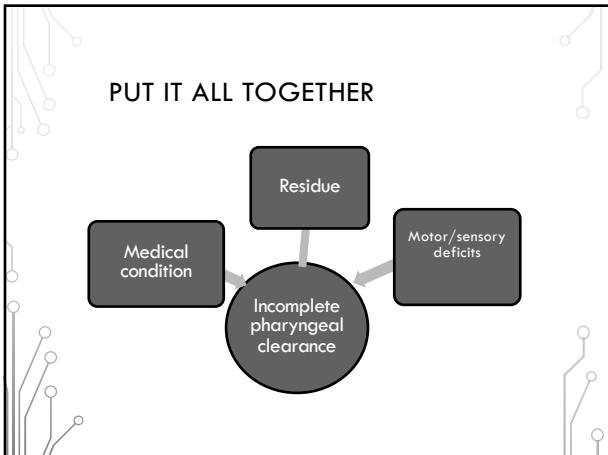 PUT IT ALL TOGETHER
Residue
Medical
condition
Motor/sensory
deficits
Incomplete
pharyngeal
clearance